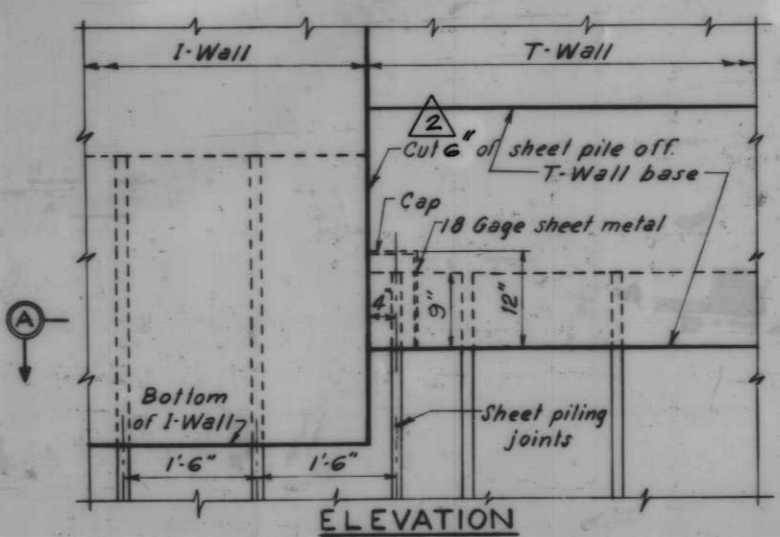 I-Wall
T-Wall
2
Cut 6" of sheet pile off.
T-Wall base
Cap
18 Gage sheet metal
A
4"
9"
12"
Bottom
of I-Wall
Sheet piling
joints
1'-6"
1'-6"
ELEVATION